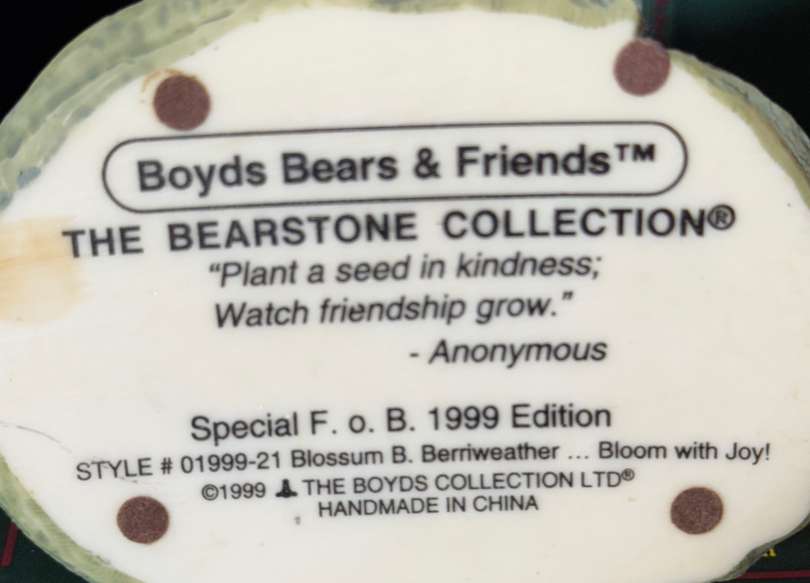 Boyds Bears & Friends™
THE BEARSTONE COLLECTION®
“Plant a seed in kindness;
Watch friendship grow.”
- Anonymous
Special F. o. B. 1999 Edition
STYLE # 01999-21 Blossum B. Berriweather ... Bloom with Joy!
©1999 THE BOYDS COLLECTION LTD®
HANDMADE IN CHINA